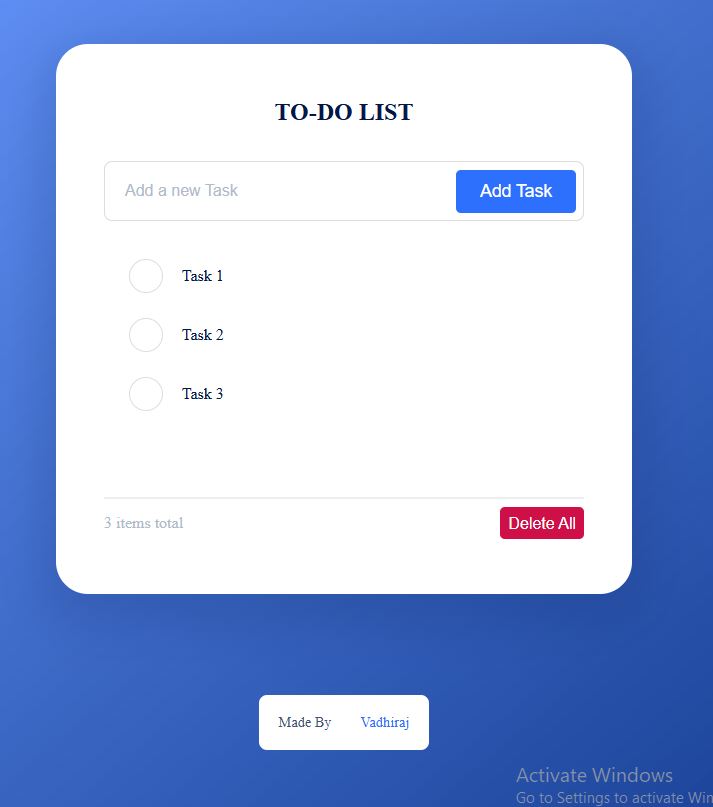 TO-DO LIST
Add a new Task
Add Task
Task 1
Task 2
Task 3
3 items total
Delete All
Made By Vadhiraj
Activate Windows
Go to Settings to activate Win